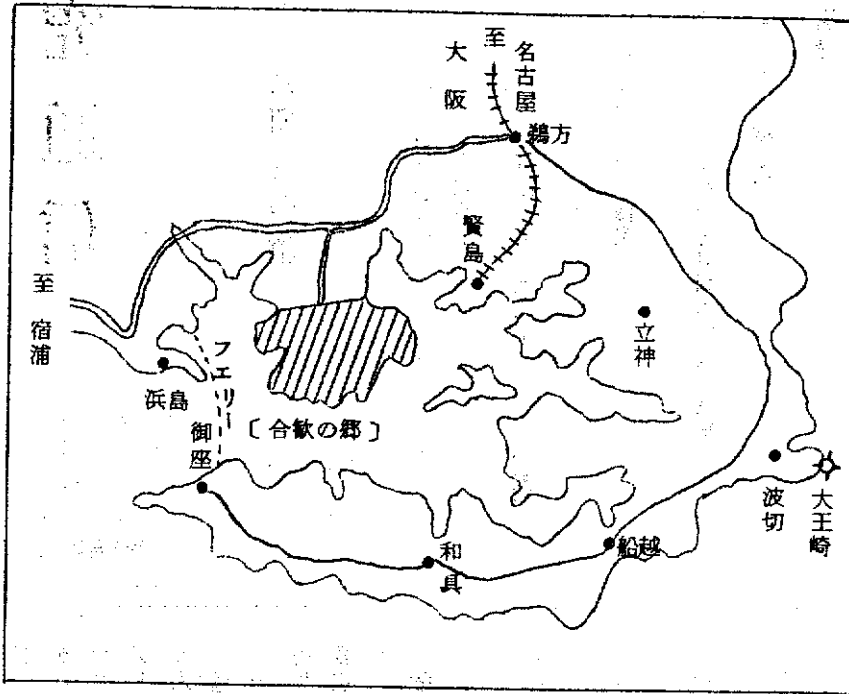 至
名古屋
大阪
鵜方
賢島
至宿浦
立神
フエリー
浜島
〔合歓の郷〕
御座
波切
大王崎
船越
和具